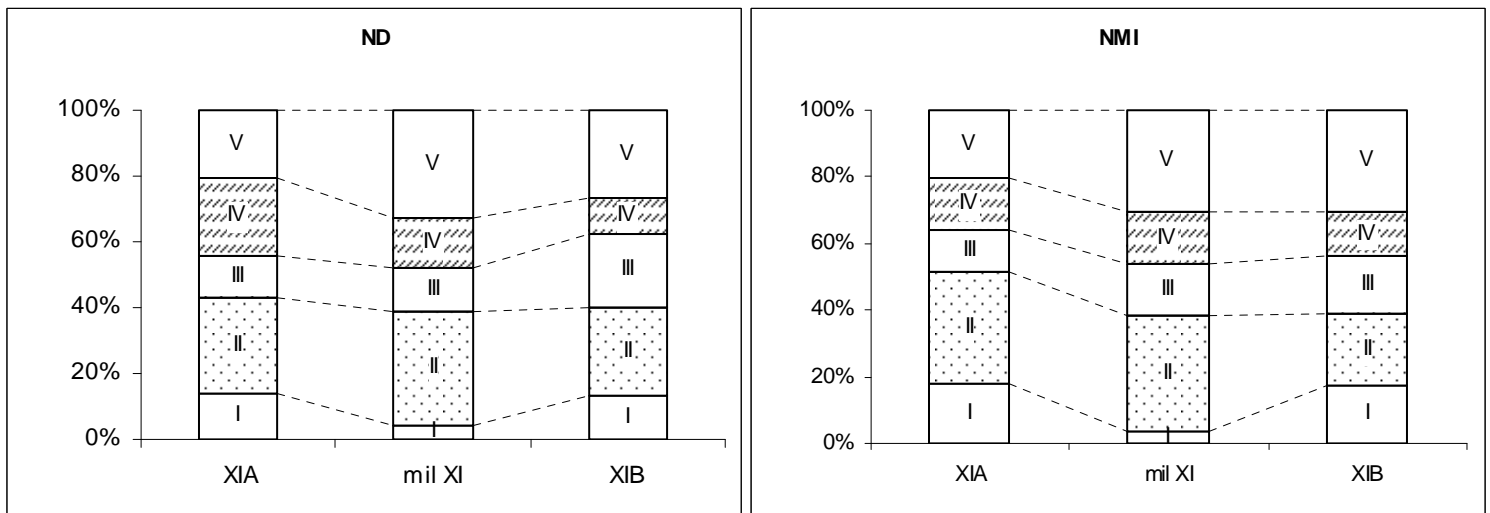 ND
100%
80%
60%
40%
20%
0%
V
IV
III
II
I
V
IV
III
II
I
V
IV
III
II
I
XIA mil XI XIB
NMI
100%
80%
60%
40%
20%
0%
V
IV
III
II
I
V
IV
III
II
I
V
IV
III
II
I
XIA mil XI XIB